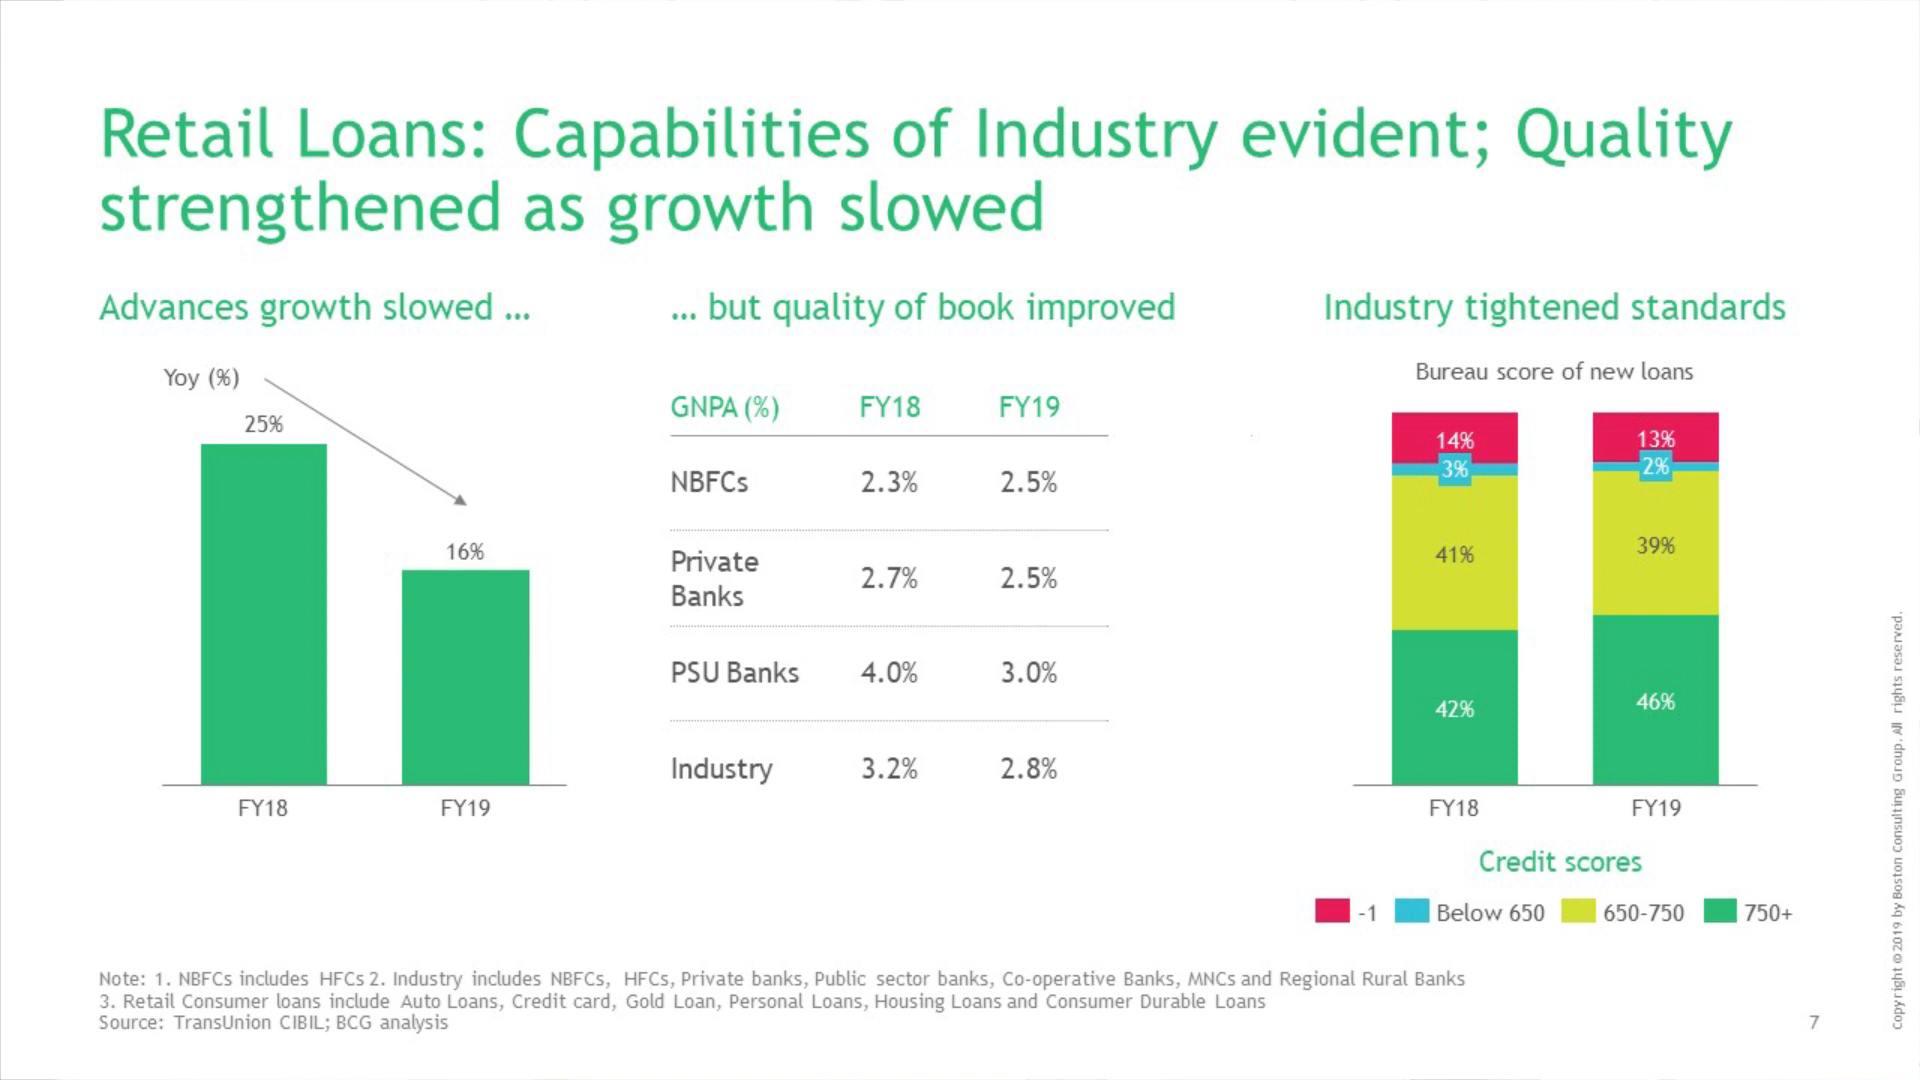 Retail Loans: Capabilities of Industry evident; Quality
strengthened as growth slowed
Advances growth slowed ...
Yoy (%)
25%
16%
FY18
FY19
... but quality of book improved
GNPA (%) FY18 FY19
NBFCs 2.3% 2.5%
Private
Banks 2.7% 2.5%
PSU Banks 4.0% 3.0%
Industry 3.2% 2.8%
Industry tightened standards
Bureau score of new loans
14% 13%
3% 2%
41% 39%
42% 46%
FY18 FY19
Credit scores
-1 Below 650 650-750 750+
Note: 1. NBFCs includes HFCs 2. Industry includes NBFCs, HFCs, Private banks, Public sector banks, Co-operative Banks, MNCs and Regional Rural Banks
3. Retail Consumer loans include Auto Loans, Credit card, Gold Loan, Personal Loans, Housing Loans and Consumer Durable Loans
Source: TransUnion CIBIL; BCG analysis
7
Copyright © 2019 by Boston Consulting Group. All rights reserved.